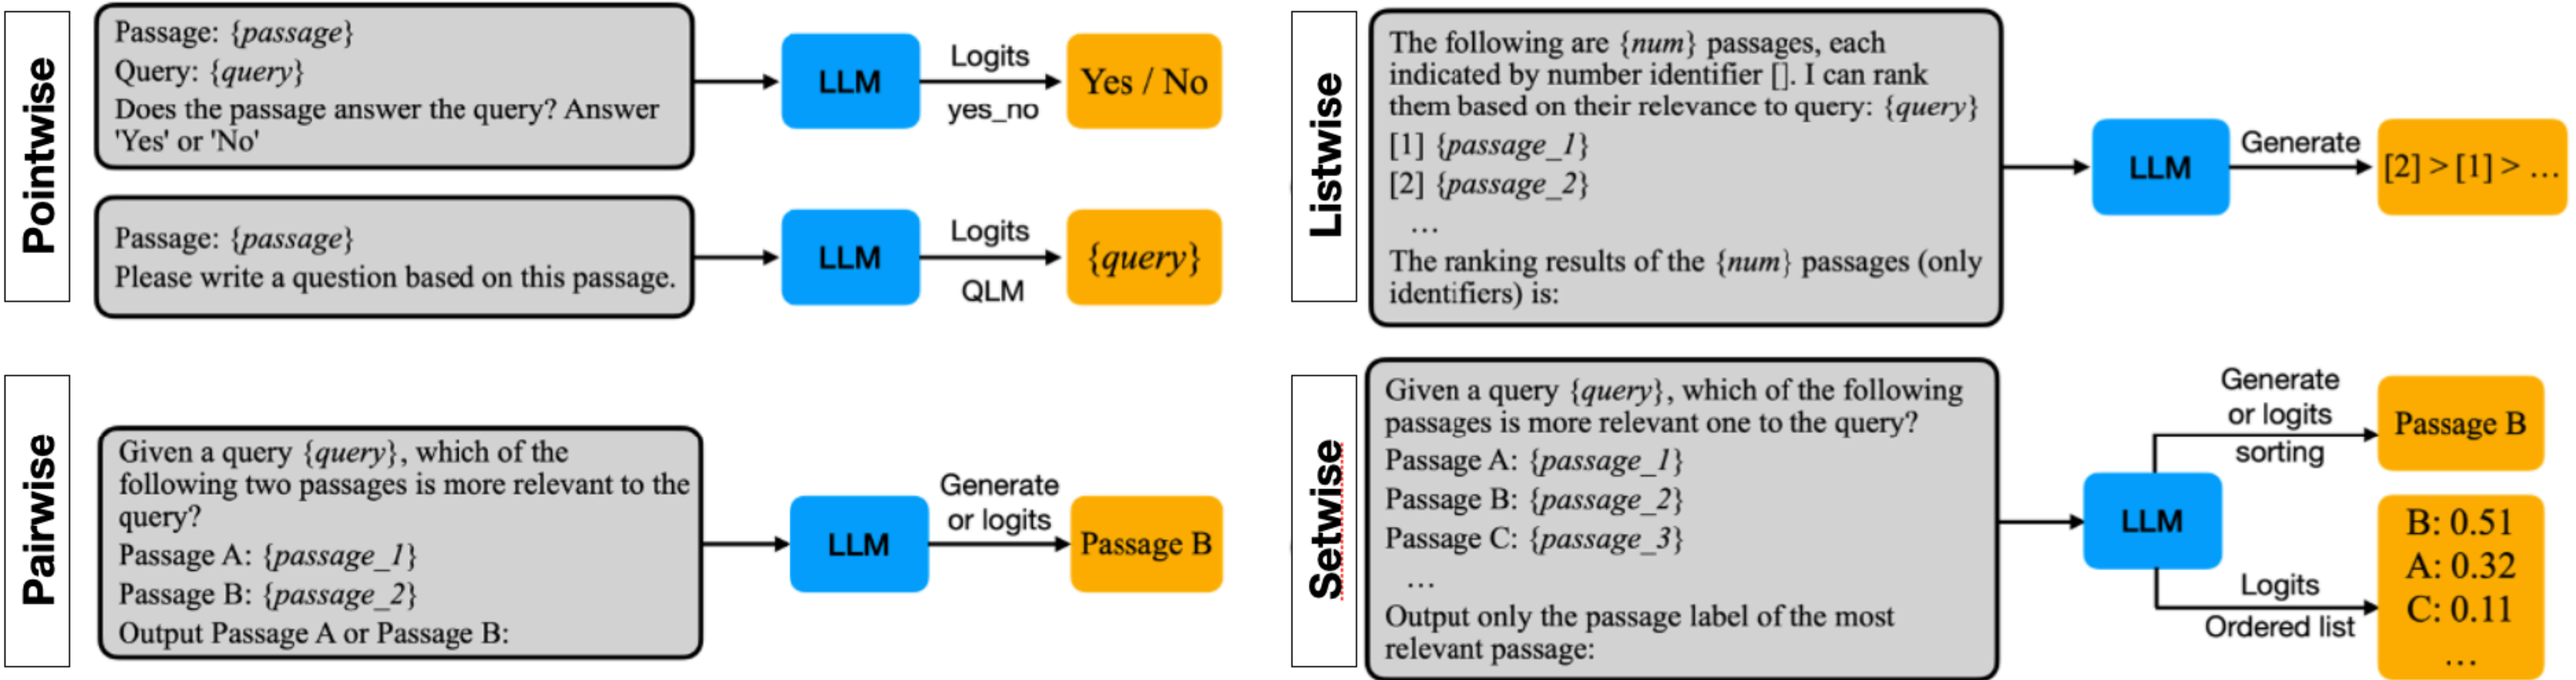 Pointwise
Passage: {passage}
Query: {query}
Does the passage answer the query? Answer
'Yes' or 'No'
LLM
Logits
yes_no
Yes / No
Passage: {passage}
Please write a question based on this passage.
LLM
Logits
QLM
{query}
Listwise
The following are {num} passages, each
indicated by number identifier []. I can rank
them based on their relevance to query: {query}
[1] {passage_1}
[2] {passage_2}
...
The ranking results of the {num} passages (only
identifiers) is:
LLM
Generate
[2] > [1] > ...
Pairwise
Given a query {query}, which of the
following two passages is more relevant to the
query?
Passage A: {passage_1}
Passage B: {passage_2}
Output Passage A or Passage B:
LLM
Generate
or logits
Passage B
Setwise
Given a query {query}, which of the following
passages is more relevant one to the query?
Passage A: {passage_1}
Passage B: {passage_2}
Passage C: {passage_3}
...
Output only the passage label of the most
relevant passage:
LLM
Generate
or logits
sorting
Passage B
Logits
Ordered list
B: 0.51
A: 0.32
C: 0.11
...